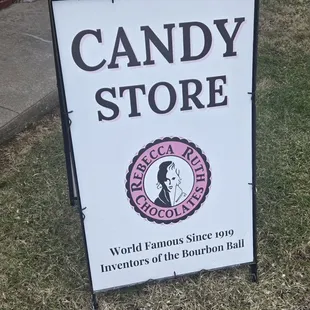 CANDY
STORE
REBECCA RUTH
CHOCOLATES
World Famous Since 1919
Inventors of the Bourbon Ball